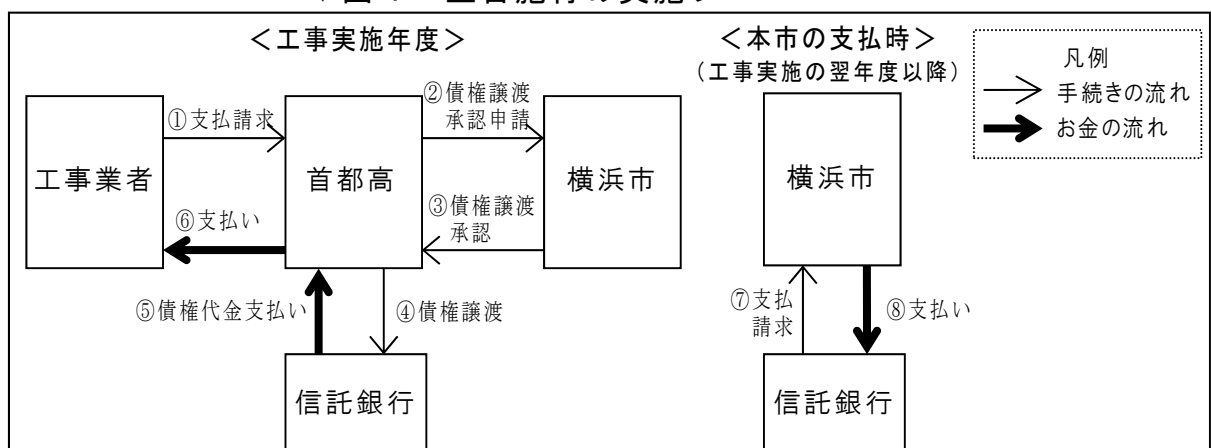 ＜工事実施年度＞
①支払請求
②債権譲渡
承認申請
工事業者
首都高
横浜市
③債権譲渡
承認
⑥支払い
⑤債権代金支払い
④債権譲渡
信託銀行
＜本市の支払時＞
（工事実施の翌年度以降）
横浜市
⑦支払
請求
⑧支払い
信託銀行
凡例
手続きの流れ
お金の流れ